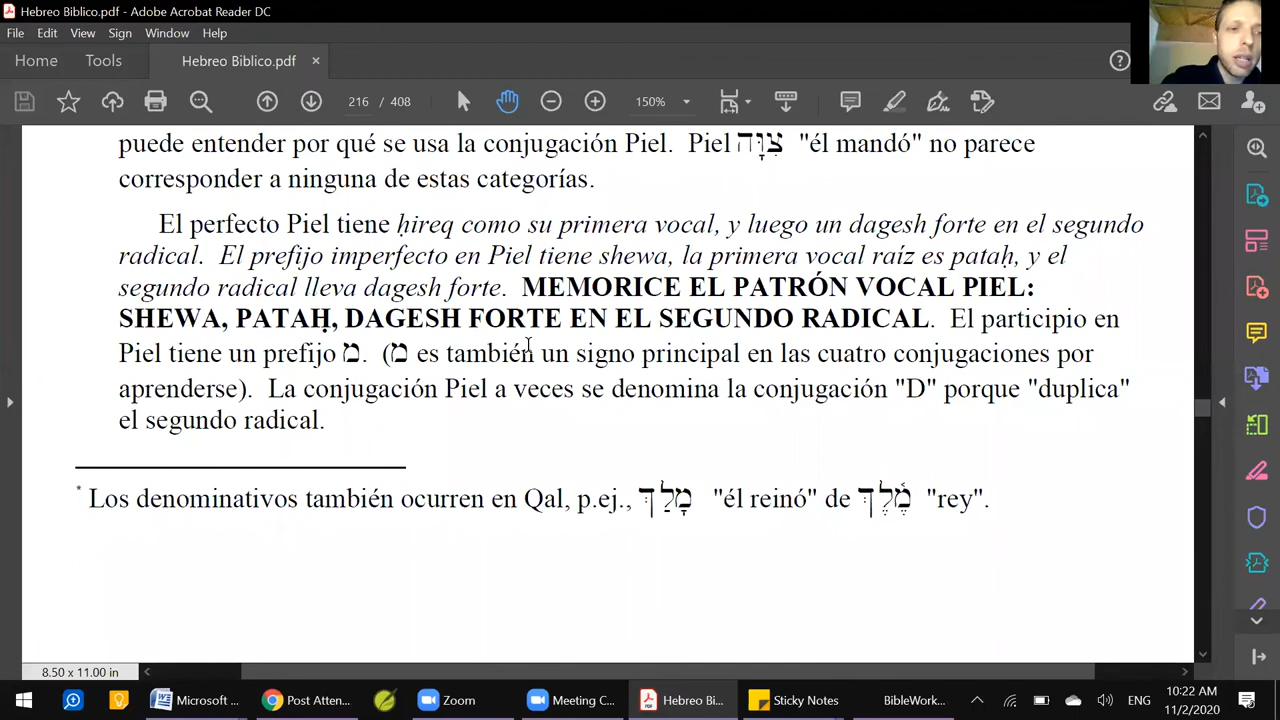 Hebreo Biblico.pdf - Adobe Acrobat Reader DC
File Edit View Sign Window Help
Home Tools Hebreo Biblico.pdf ×
216 / 408 150%
puede entender por qué se usa la conjugación Piel. Piel צִוָּה "él mandó" no parece
corresponder a ninguna de estas categorías.
El perfecto Piel tiene ḥireq como su primera vocal, y luego un dagesh forte en el segundo
radical. El prefijo imperfecto en Piel tiene shewa, la primera vocal raíz es pataḥ, y el
segundo radical lleva dagesh forte. MEMORICE EL PATRÓN VOCAL PIEL:
SHEWA, PATAḤ, DAGESH FORTE EN EL SEGUNDO RADICAL. El participio en
Piel tiene un prefijo מ. (מ es también un signo principal en las cuatro conjugaciones por
aprenderse). La conjugación Piel a veces se denomina la conjugación "D" porque "duplica"
el segundo radical.
* Los denominativos también ocurren en Qal, p.ej., מָלַךְ "él reinó" de מֶ֫לֶךְ "rey".
8.50 x 11.00 in
Microsoft ... Post Atten... Zoom Meeting C... Hebreo Bi... Sticky Notes BibleWork... ENG 10:22 AM
11/2/2020